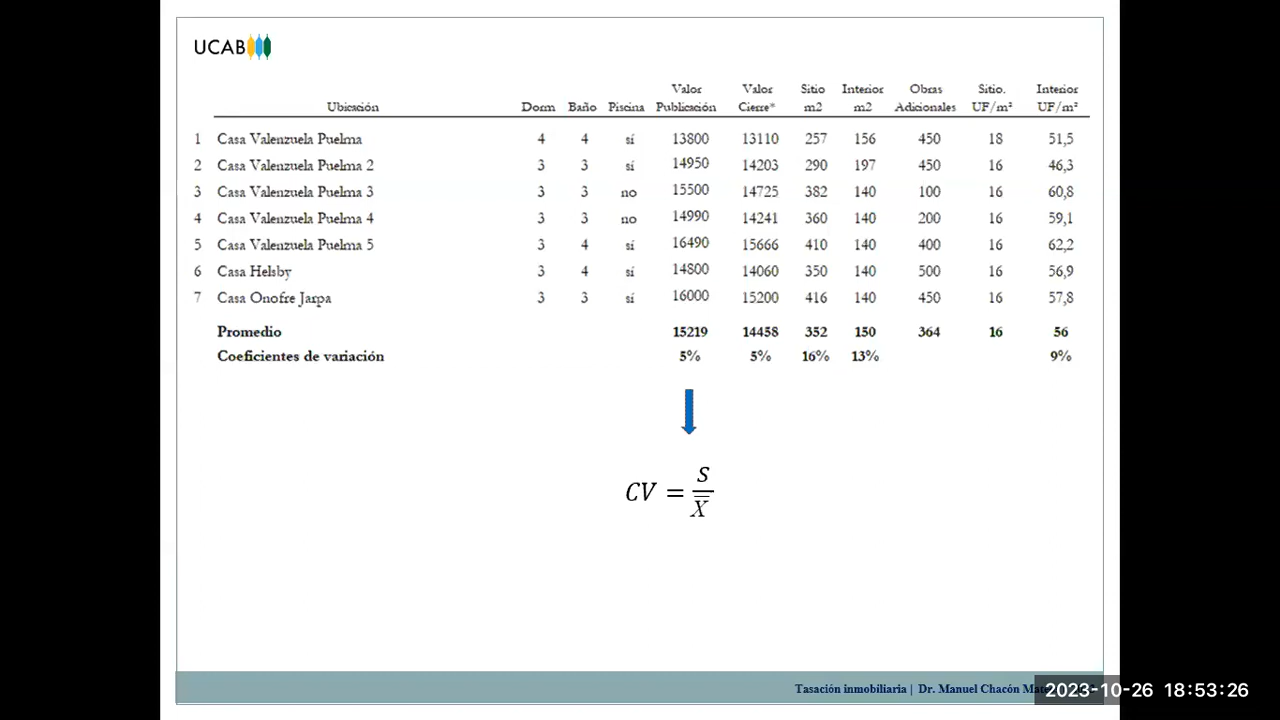 UCAB
Valor Valor Sitio Interior Obras Sitio. Interior
Ubicación Dorm Baño Piscina Publicación Cierre* m2 m2 Adicionales UF/m² UF/m²
1 Casa Valenzuela Puelma 4 4 sí 13800 13110 257 156 450 18 51,5
2 Casa Valenzuela Puelma 2 3 3 sí 14950 14203 290 197 450 16 46,3
3 Casa Valenzuela Puelma 3 3 3 no 15500 14725 382 140 100 16 60,8
4 Casa Valenzuela Puelma 4 3 3 no 14990 14241 360 140 200 16 59,1
5 Casa Valenzuela Puelma 5 3 4 sí 16490 15666 410 140 400 16 62,2
6 Casa Helsby 3 4 sí 14800 14060 350 140 500 16 56,9
7 Casa Onofre Jarpa 3 3 sí 16000 15200 416 140 450 16 57,8
Promedio 15219 14458 352 150 364 16 56
Coeficientes de variación 5% 5% 16% 13% 9%
CV = S / X̅
Tasación inmobiliaria | Dr. Manuel Chacón
2023-10-26 18:53:26